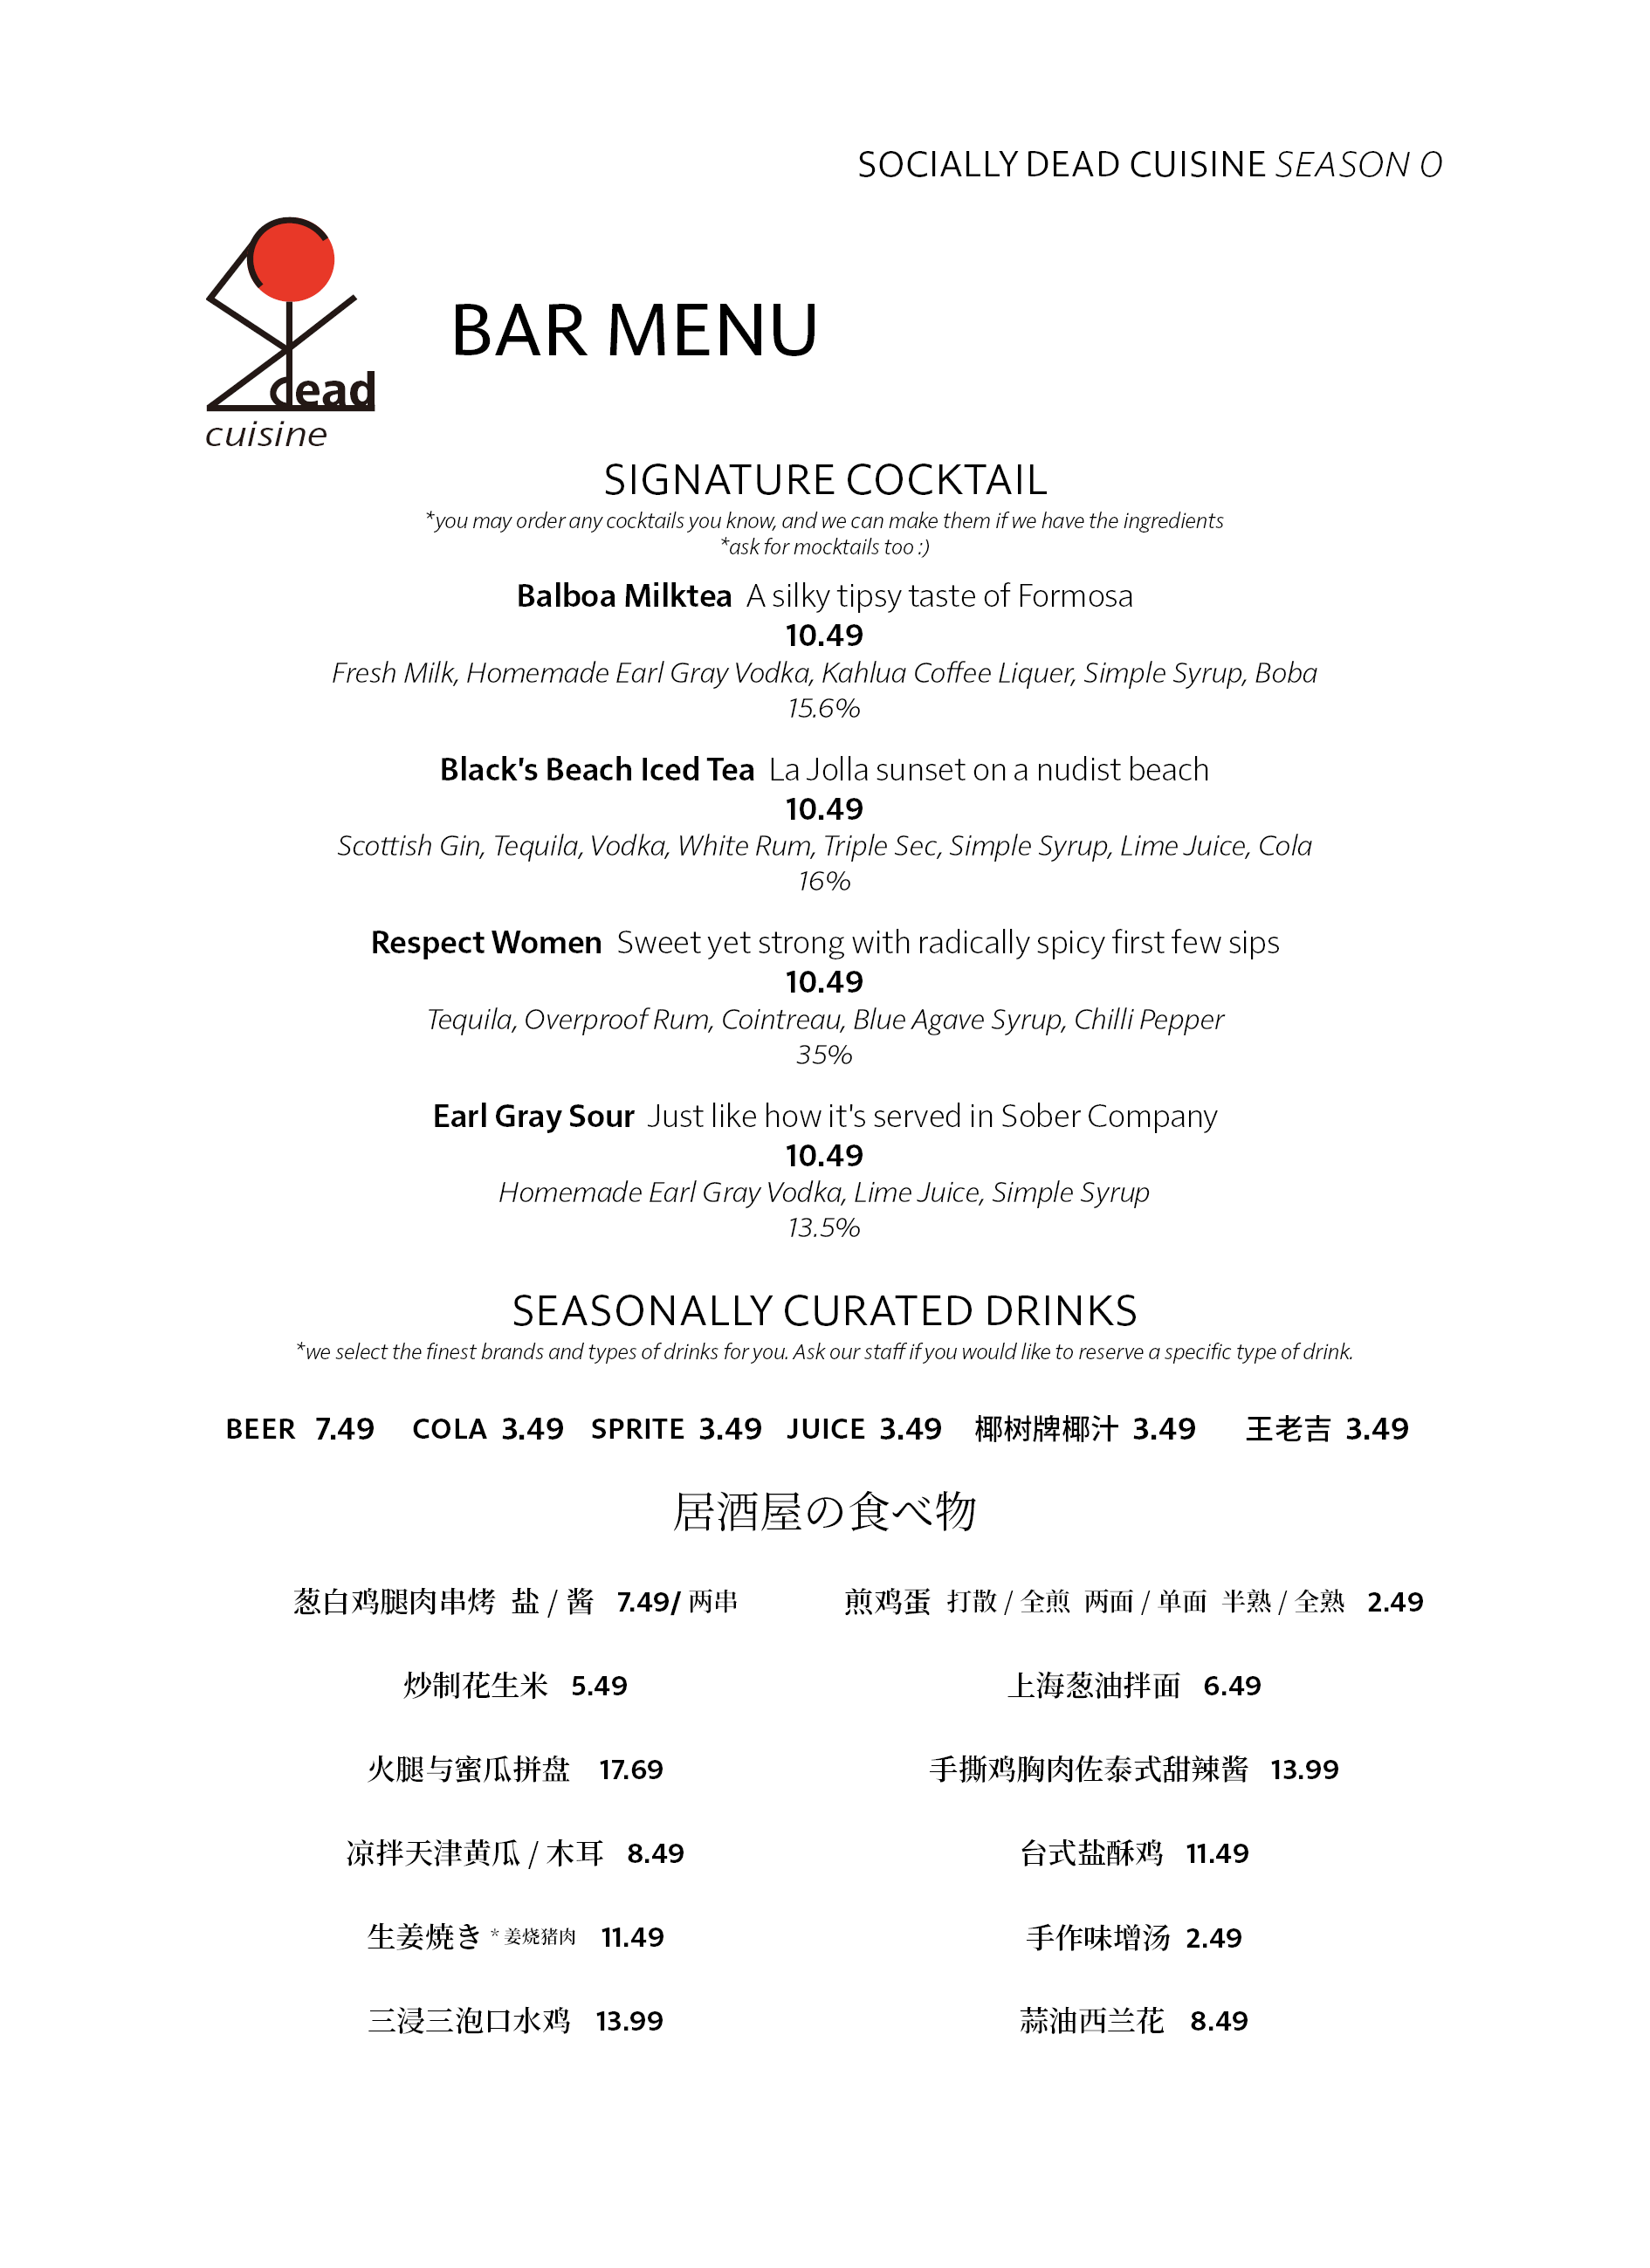 SOCIALLY DEAD CUISINE SEASON 0
dead
cuisine
BAR MENU
SIGNATURE COCKTAIL
*you may order any cocktails you know, and we can make them if we have the ingredients
*ask for mocktails too :)
Balboa Milktea A silky tipsy taste of Formosa
10.49
Fresh Milk, Homemade Earl Gray Vodka, Kahlua Coffee Liquer, Simple Syrup, Boba
15.6%
Black's Beach Iced Tea La Jolla sunset on a nudist beach
10.49
Scottish Gin, Tequila, Vodka, White Rum, Triple Sec, Simple Syrup, Lime Juice, Cola
16%
Respect Women Sweet yet strong with radically spicy first few sips
10.49
Tequila, Overproof Rum, Cointreau, Blue Agave Syrup, Chilli Pepper
35%
Earl Gray Sour Just like how it's served in Sober Company
10.49
Homemade Earl Gray Vodka, Lime Juice, Simple Syrup
13.5%
SEASONALLY CURATED DRINKS
*we select the finest brands and types of drinks for you. Ask our staff if you would like to reserve a specific type of drink.
BEER 7.49 COLA 3.49 SPRITE 3.49 JUICE 3.49 椰树牌椰汁 3.49 王老吉 3.49
居酒屋の食べ物
葱白鸡腿肉串烤 盐 / 酱 7.49/ 两串 煎鸡蛋 打散 / 全煎 两面 / 单面 半熟 / 全熟 2.49
炒制花生米 5.49 上海葱油拌面 6.49
火腿与蜜瓜拼盘 17.69 手撕鸡胸肉佐泰式甜辣酱 13.99
凉拌天津黄瓜 / 木耳 8.49 台式盐酥鸡 11.49
生姜焼き * 姜烧猪肉 11.49 手作味增汤 2.49
三浸三泡口水鸡 13.99 蒜油西兰花 8.49